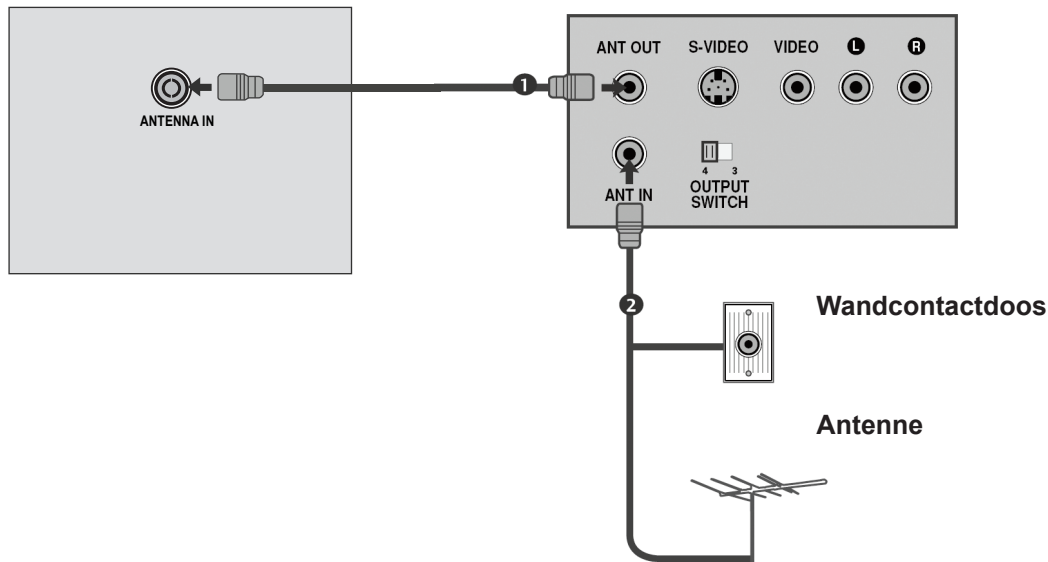 ANT OUT S-VIDEO VIDEO L R
1
ANTENNA IN
4 3
ANT IN
OUTPUT
SWITCH
2
Wandcontactdoos
Antenne